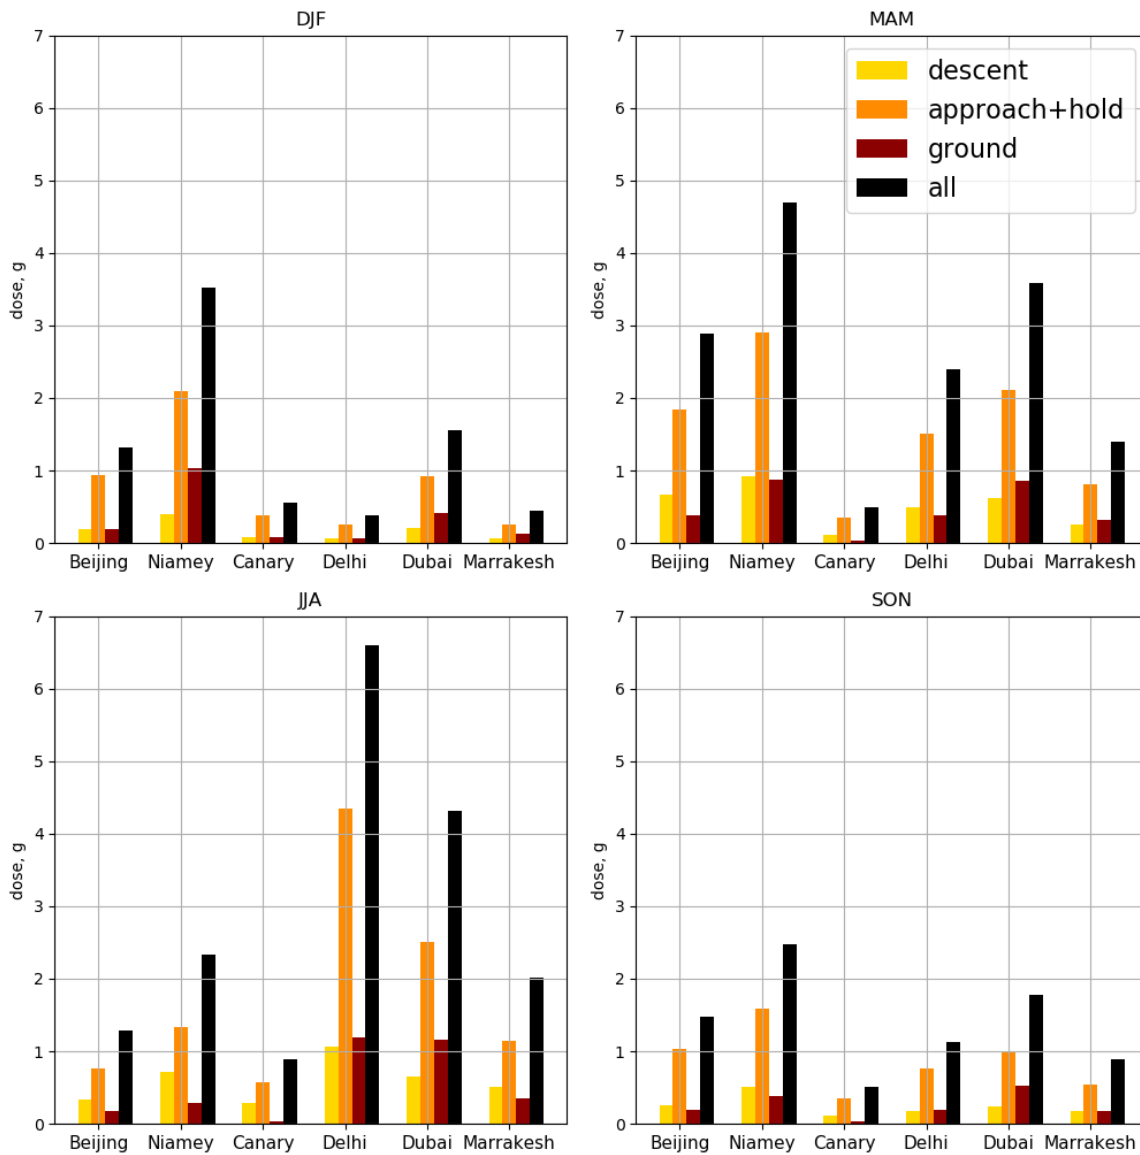 DJF
7
6
5
4
3
2
1
0
dose, g
Beijing Niamey Canary Delhi Dubai Marrakesh
MAM
7
6
5
4
3
2
1
0
dose, g
descent
approach+hold
ground
all
Beijing Niamey Canary Delhi Dubai Marrakesh
JJA
7
6
5
4
3
2
1
0
dose, g
Beijing Niamey Canary Delhi Dubai Marrakesh
SON
7
6
5
4
3
2
1
0
dose, g
Beijing Niamey Canary Delhi Dubai Marrakesh